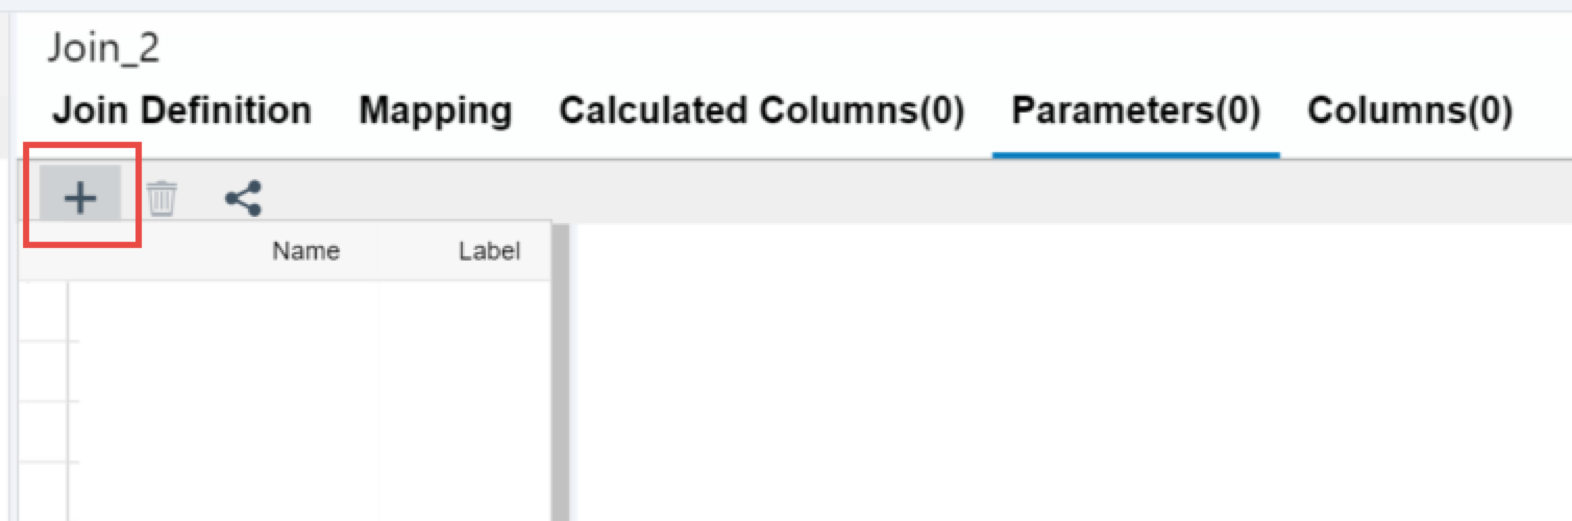 Join_2
Join Definition Mapping Calculated Columns(0) Parameters(0) Columns(0)
Name Label